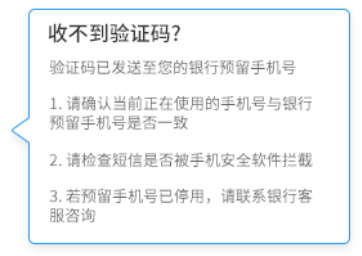 收不到验证码?
验证码已发送至您的银行预留手机号
1. 请确认当前正在使用的手机号与银行
预留手机号是否一致
2. 请检查短信是否被手机安全软件拦截
3. 若预留手机号已停用，请联系银行客
服咨询